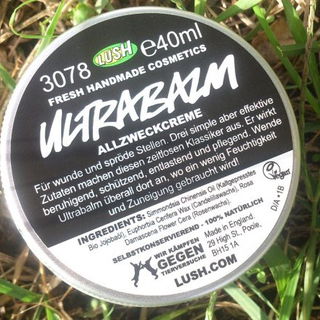 3078 LUSH e40ml
FRESH HANDMADE COSMETICS
ULTRABALM
ALLZWECKCREME
Für wunde und spröde Stellen. Drei simple aber effektive
Zutaten machen diesen zeitlosen Klassiker aus. Er wirkt
beruhigend, schüzend, entlastend und pflegend. Wende
Ultrabalm überall dort an, wo ein wenig Feuchtigkeit
und Zuneigung gebraucht wird!
INGREDIENTS: Simmondsia Chinensis Oil (Kaltgepresstes
Bio Jojobaöl), Euphorbia Cerifera Wax (Candelillawachs), Rosa
Damascena Flower Cera (Rosenwachs).
SELBSTKONSERVIEREND - 100% NATÜRLICH
WIR KÄMPFEN
GEGEN
TIERVERSUCHE
Made in England,
29 High St., Poole,
BH15 1A
LUSH.COM
D/A •1B